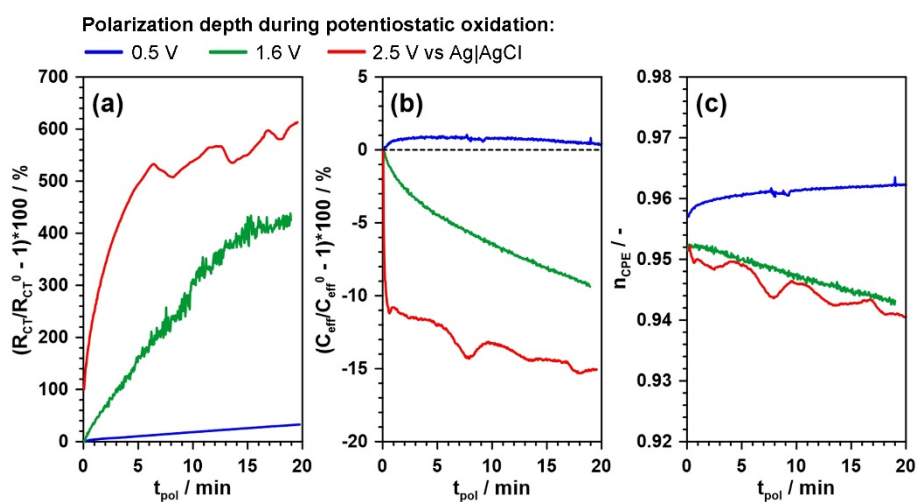 Polarization depth during potentiostatic oxidation:
0.5 V 1.6 V 2.5 V vs Ag|AgCl
(a)
(R_CT/R_CT^0 - 1)*100 / %
700
600
500
400
300
200
100
0
0 5 10 15 20
t_pol / min
(b)
(C_eff/C_eff^0 - 1)*100 / %
5
0
-5
-10
-15
-20
0 5 10 15 20
t_pol / min
(c)
n_CPE / -
0.98
0.97
0.96
0.95
0.94
0.93
0.92
0 5 10 15 20
t_pol / min